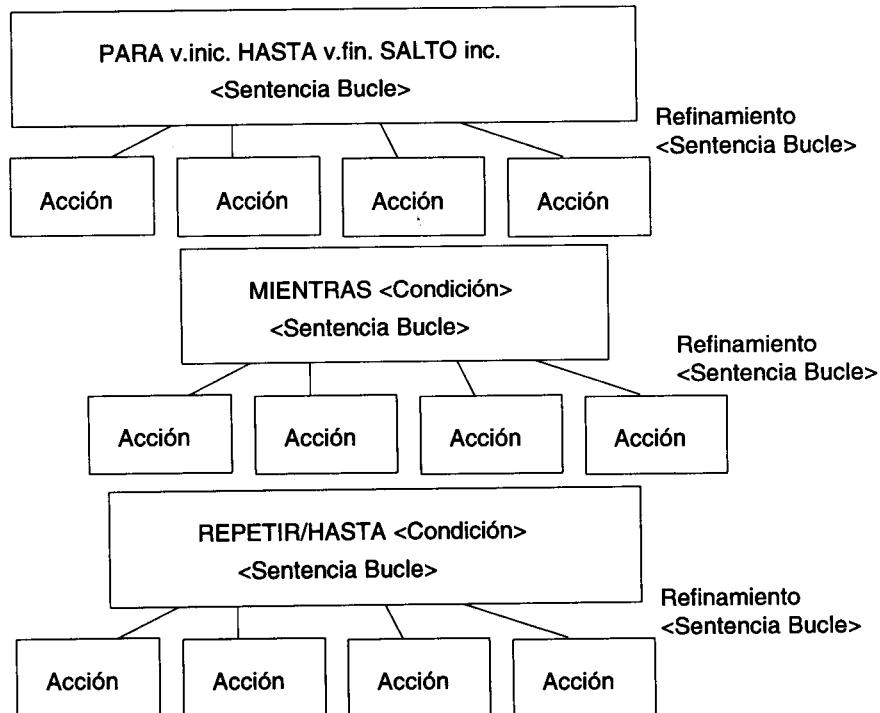 PARA v.inic. HASTA v.fin. SALTO inc.
<Sentencia Bucle>
Refinamiento
<Sentencia Bucle>
Acción
Acción
Acción
Acción
MIENTRAS <Condición>
<Sentencia Bucle>
Refinamiento
<Sentencia Bucle>
Acción
Acción
Acción
Acción
REPETIR/HASTA <Condición>
<Sentencia Bucle>
Refinamiento
<Sentencia Bucle>
Acción
Acción
Acción
Acción